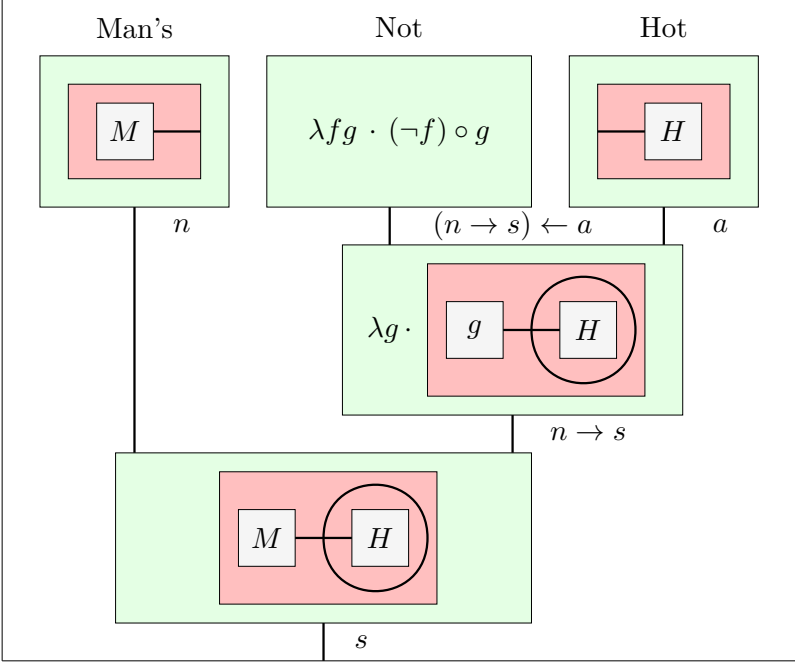 Man's Not Hot
M λfg · (¬f) ∘ g H
n (n → s) ← a a
λg · g H
n → s
M H
s